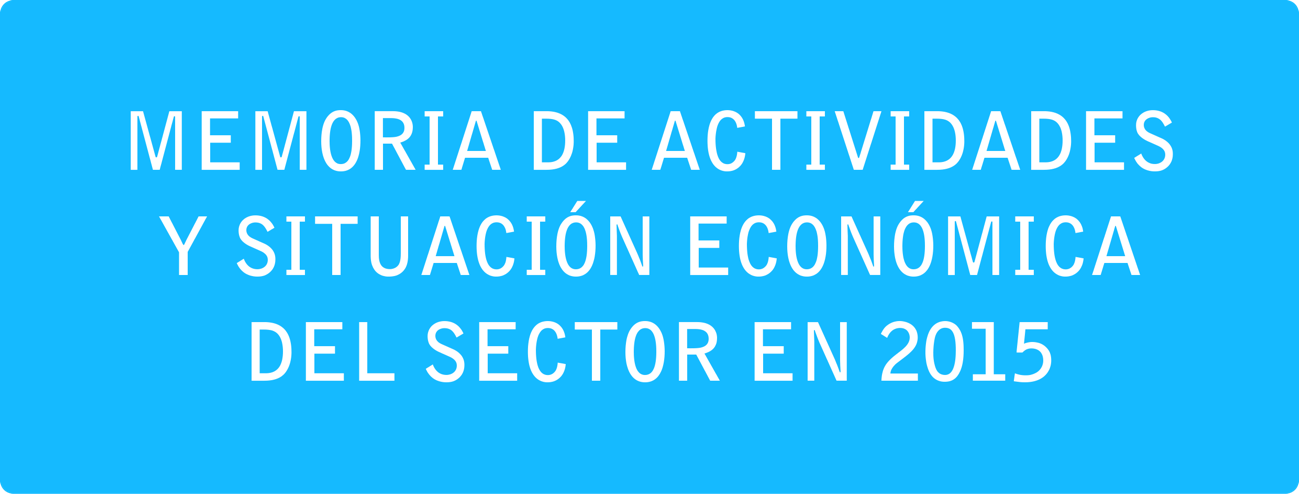 MEMORIA DE ACTIVIDADES
Y SITUACIÓN ECONÓMICA
DEL SECTOR EN 2015